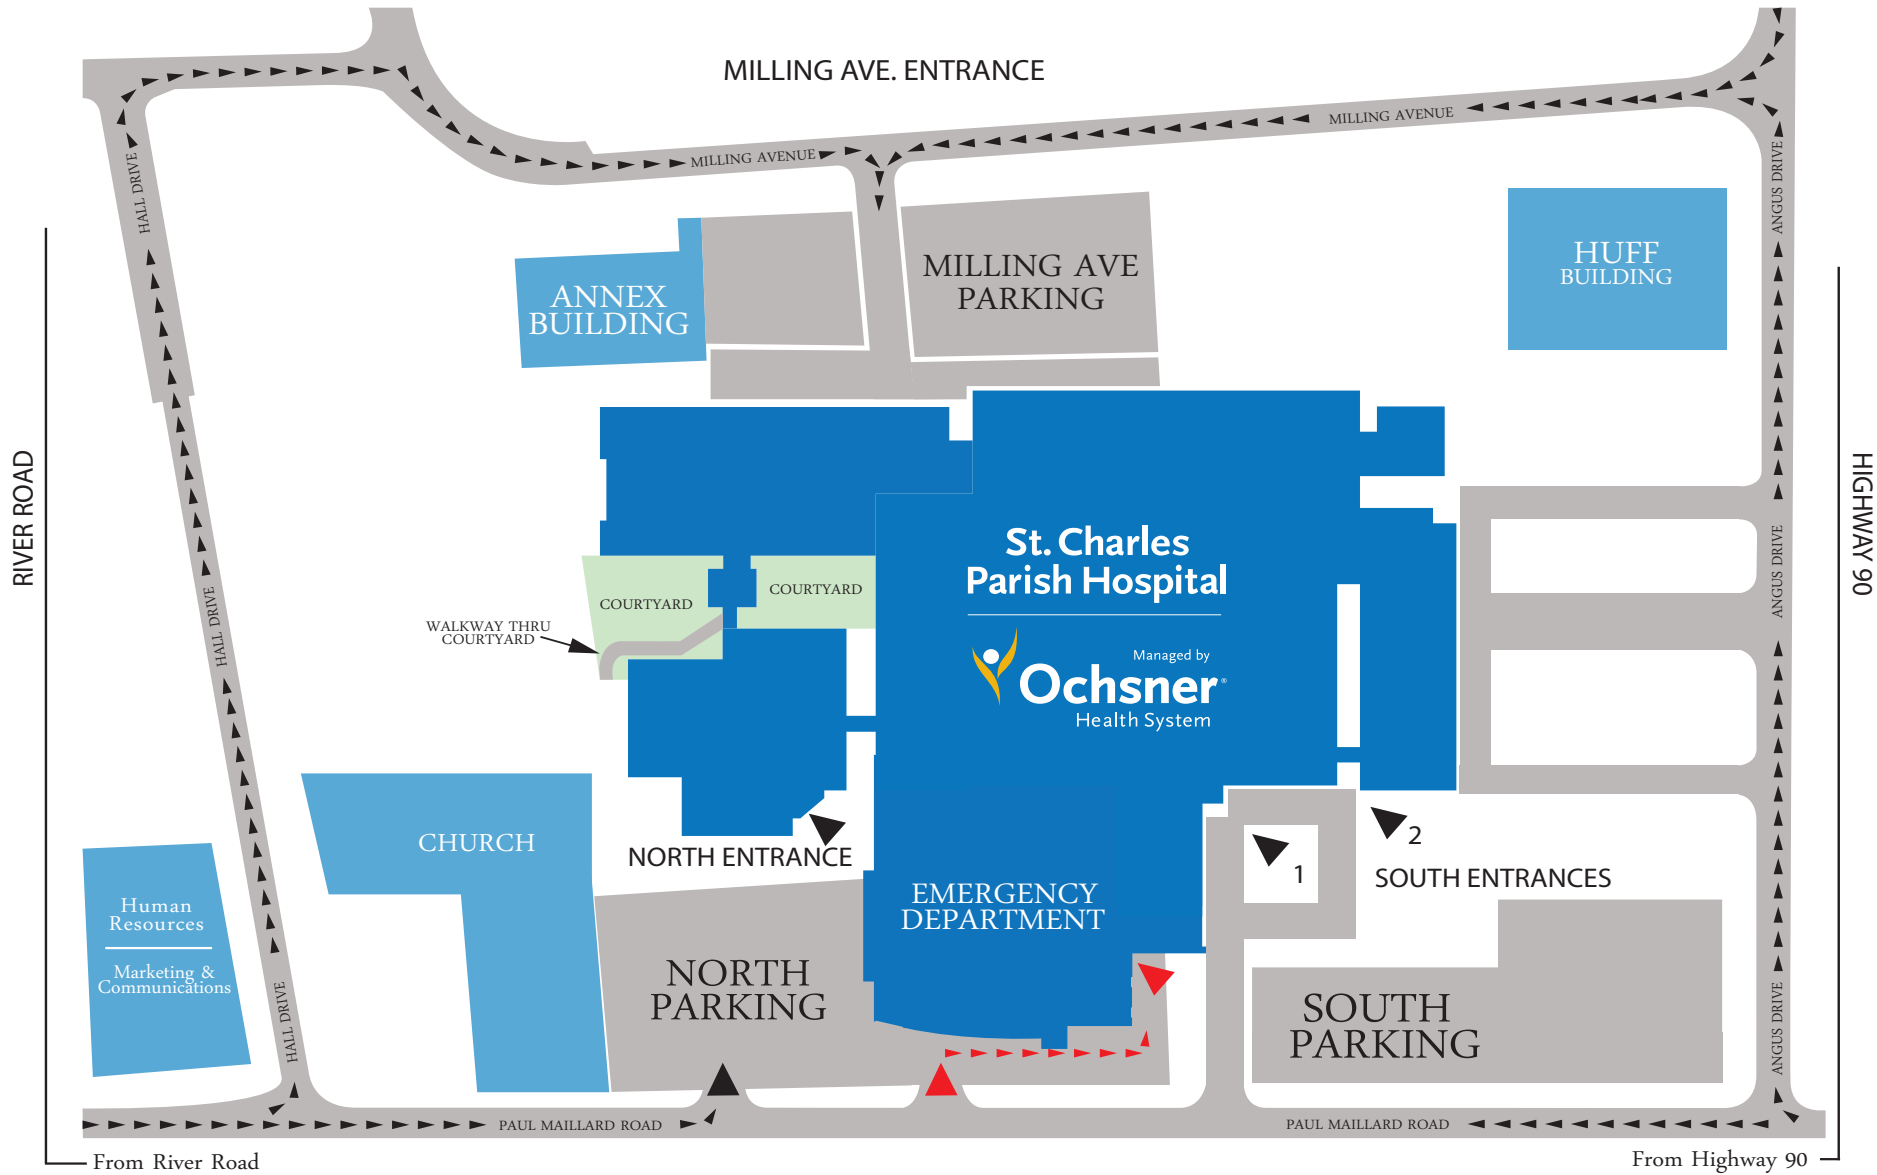 MILLING AVE. ENTRANCE
MILLING AVENUE
MILLING AVENUE
HALL DRIVE
ANGUS DRIVE
MILLING AVE
PARKING
HUFF
BUILDING
ANNEX
BUILDING
RIVER ROAD
HIGHWAY 90
St. Charles
Parish Hospital
Managed by
Ochsner®
Health System
COURTYARD
COURTYARD
WALKWAY THRU
COURTYARD
HALL DRIVE
ANGUS DRIVE
CHURCH
NORTH ENTRANCE
2
1
SOUTH ENTRANCES
EMERGENCY
DEPARTMENT
Human
Resources
Marketing &
Communications
NORTH
PARKING
SOUTH
PARKING
HALL DRIVE
ANGUS DRIVE
PAUL MAILLARD ROAD
PAUL MAILLARD ROAD
From River Road
From Highway 90